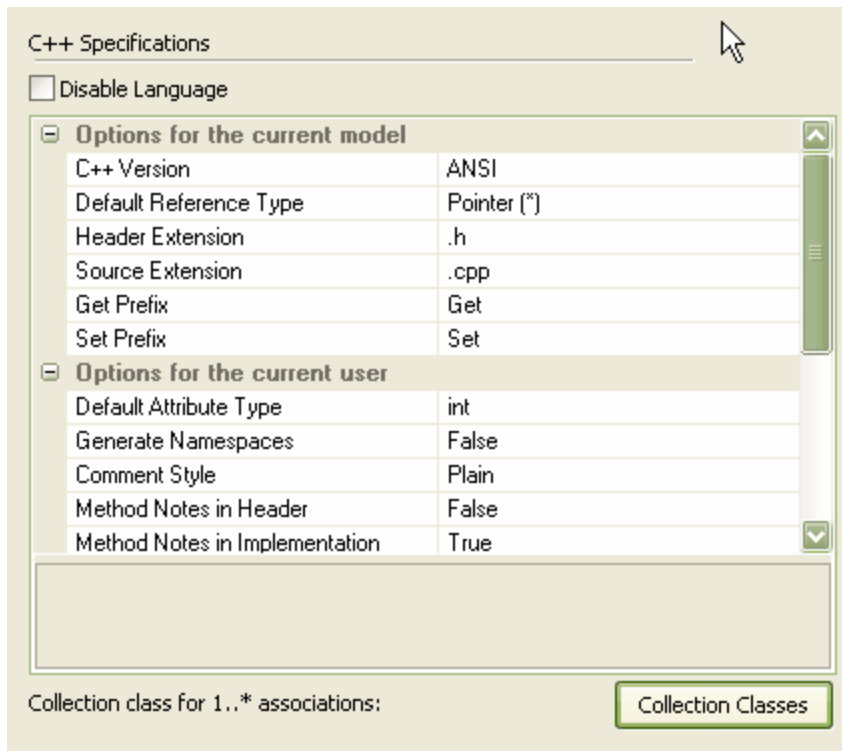 C++ Specifications
Disable Language
Options for the current model
C++ Version ANSI
Default Reference Type Pointer (*)
Header Extension .h
Source Extension .cpp
Get Prefix Get
Set Prefix Set
Options for the current user
Default Attribute Type int
Generate Namespaces False
Comment Style Plain
Method Notes in Header False
Method Notes in Implementation True
Collection class for 1..* associations: Collection Classes